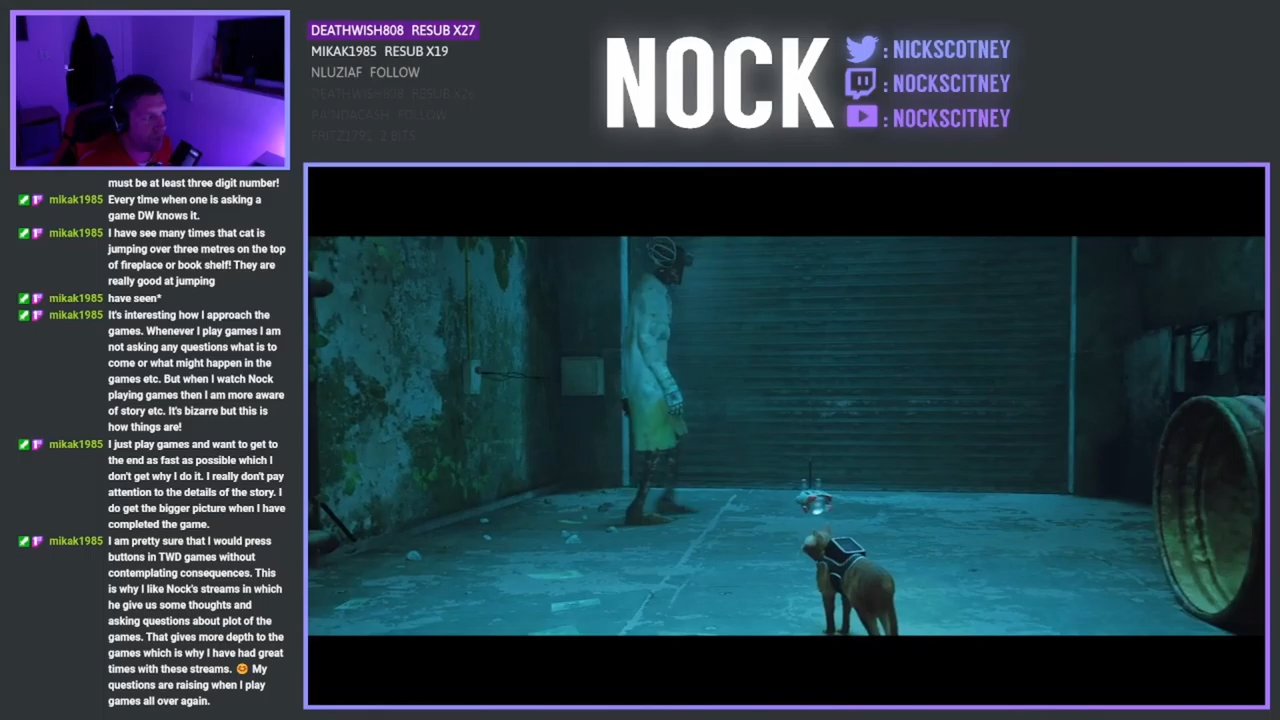 DEATHWISH808 RESUB X27
MIKAK1985 RESUB X19
NLUZIAF FOLLOW
DEATHWISH808 RESUB X26
RAINDACASH FOLLOW
FRITZ1791 2 BITS
NOCK
: NICKSCOTNEY
: NOCKSCITNEY
: NOCKSCITNEY
must be at least three digit number!
mikak1985 Every time when one is asking a
game DW knows it.
mikak1985 I have see many times that cat is
jumping over three metres on the top
of fireplace or book shelf! They are
really good at jumping
mikak1985 have seen*
mikak1985 It's interesting how I approach the
games. Whenever I play games I am
not asking any questions what is to
come or what might happen in the
games etc. But when I watch Nock
playing games then I am more aware
of story etc. It's bizarre but this is
how things are!
mikak1985 I just play games and want to get to
the end as fast as possible which I
don't get why I do it. I really don't pay
attention to the details of the story. I
do get the bigger picture when I have
completed the game.
mikak1985 I am pretty sure that I would press
buttons in TWD games without
contemplating consequences. This
is why I like Nock's streams in which
he give us some thoughts and
asking questions about plot of the
games. That gives more depth to the
games which is why I have had great
times with these streams. 😊 My
questions are raising when I play
games all over again.